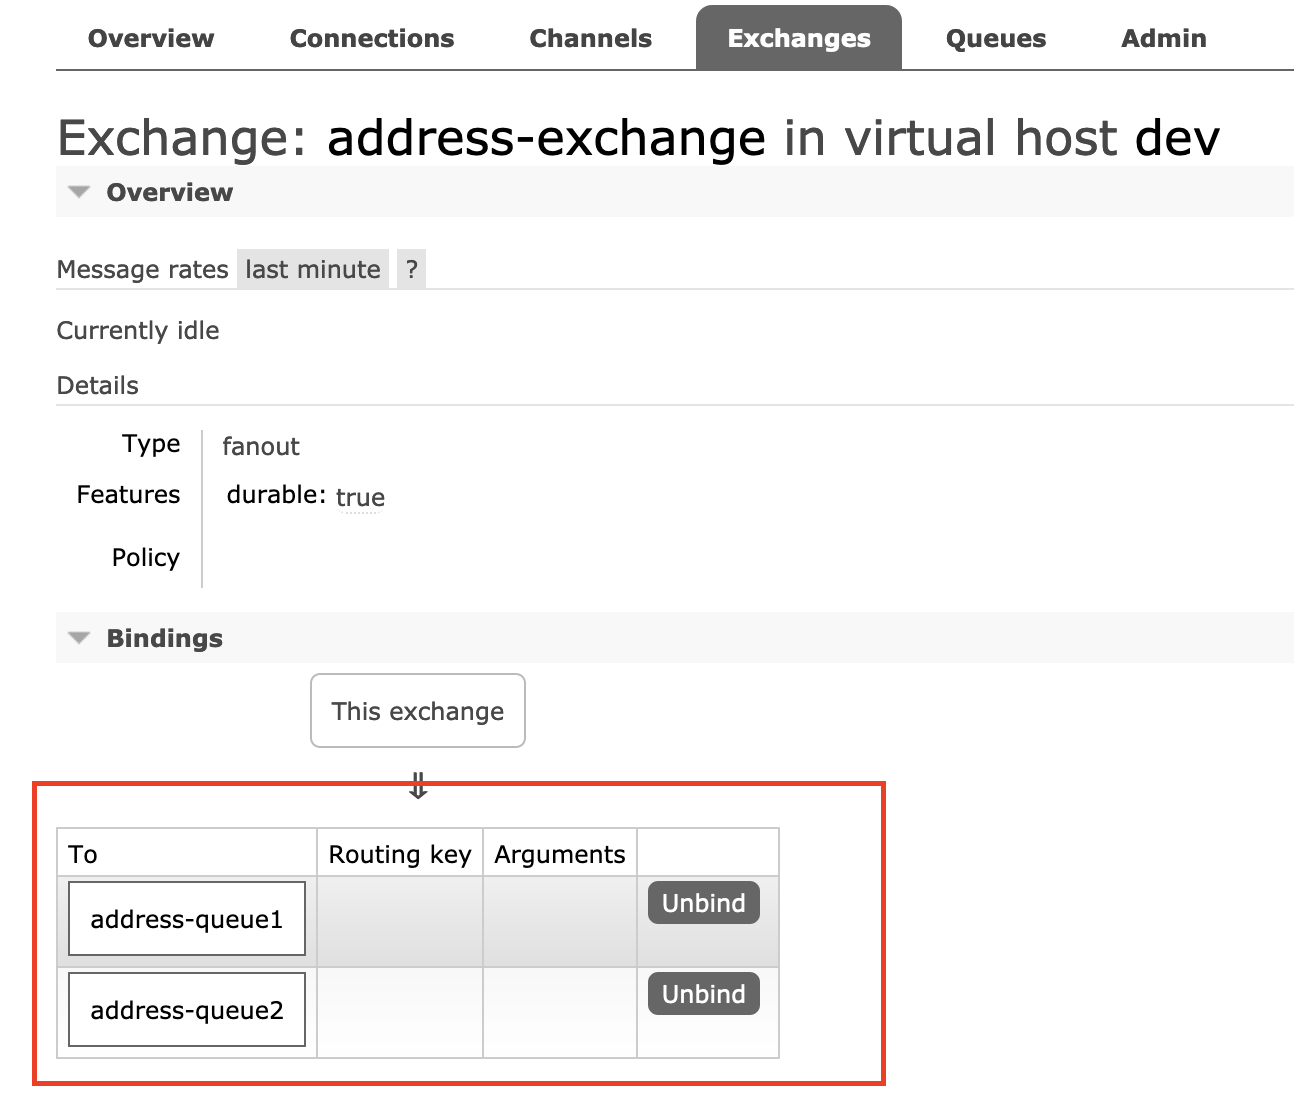 Overview Connections Channels Exchanges Queues Admin
Exchange: address-exchange in virtual host dev
Overview
Message rates last minute ?
Currently idle
Details
Type fanout
Features durable: true
Policy
Bindings
This exchange
⇓
To Routing key Arguments
address-queue1 Unbind
address-queue2 Unbind